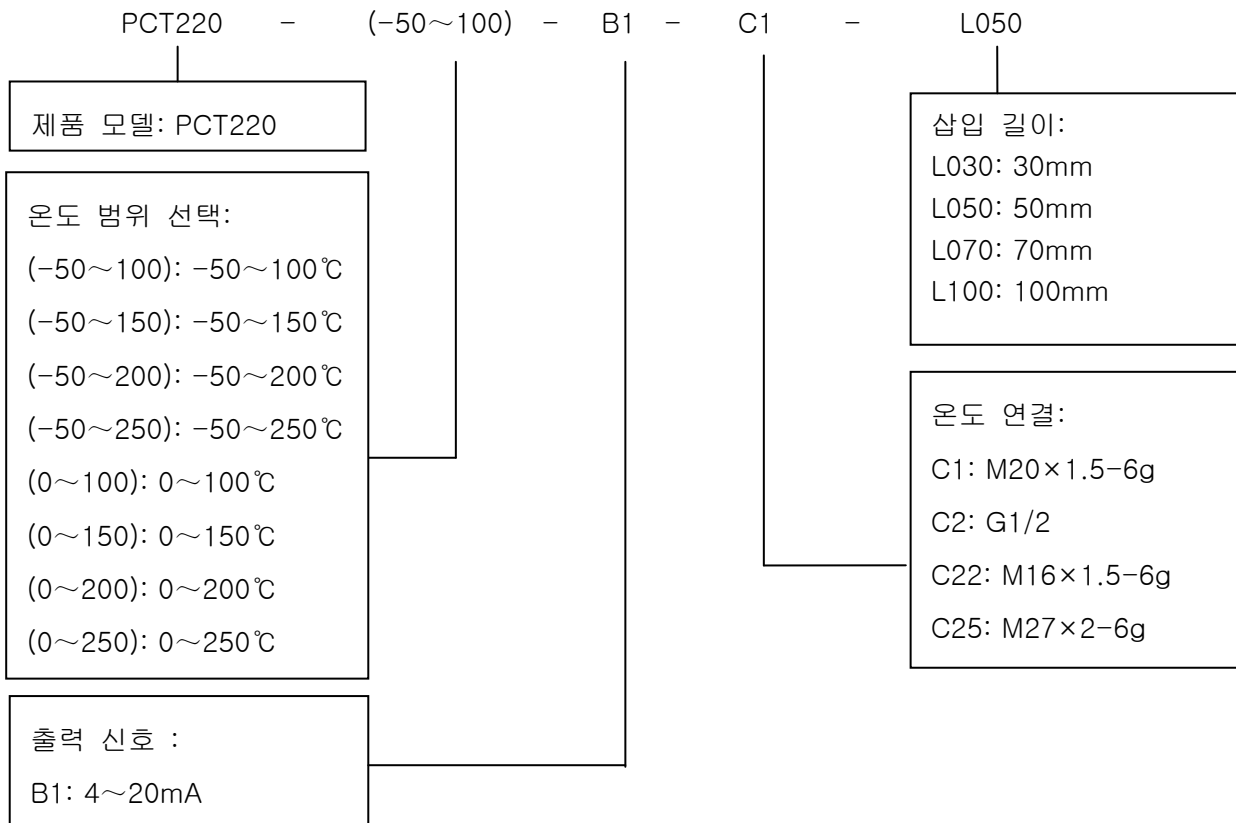 PCT220 - (-50～100) - B1 - C1 - L050
제품 모델: PCT220
온도 범위 선택:
(-50～100): -50～100℃
(-50～150): -50～150℃
(-50～200): -50～200℃
(-50～250): -50～250℃
(0～100): 0～100℃
(0～150): 0～150℃
(0～200): 0～200℃
(0～250): 0～250℃
출력 신호 :
B1: 4～20mA
삽입 길이:
L030: 30mm
L050: 50mm
L070: 70mm
L100: 100mm
온도 연결:
C1: M20×1.5-6g
C2: G1/2
C22: M16×1.5-6g
C25: M27×2-6g